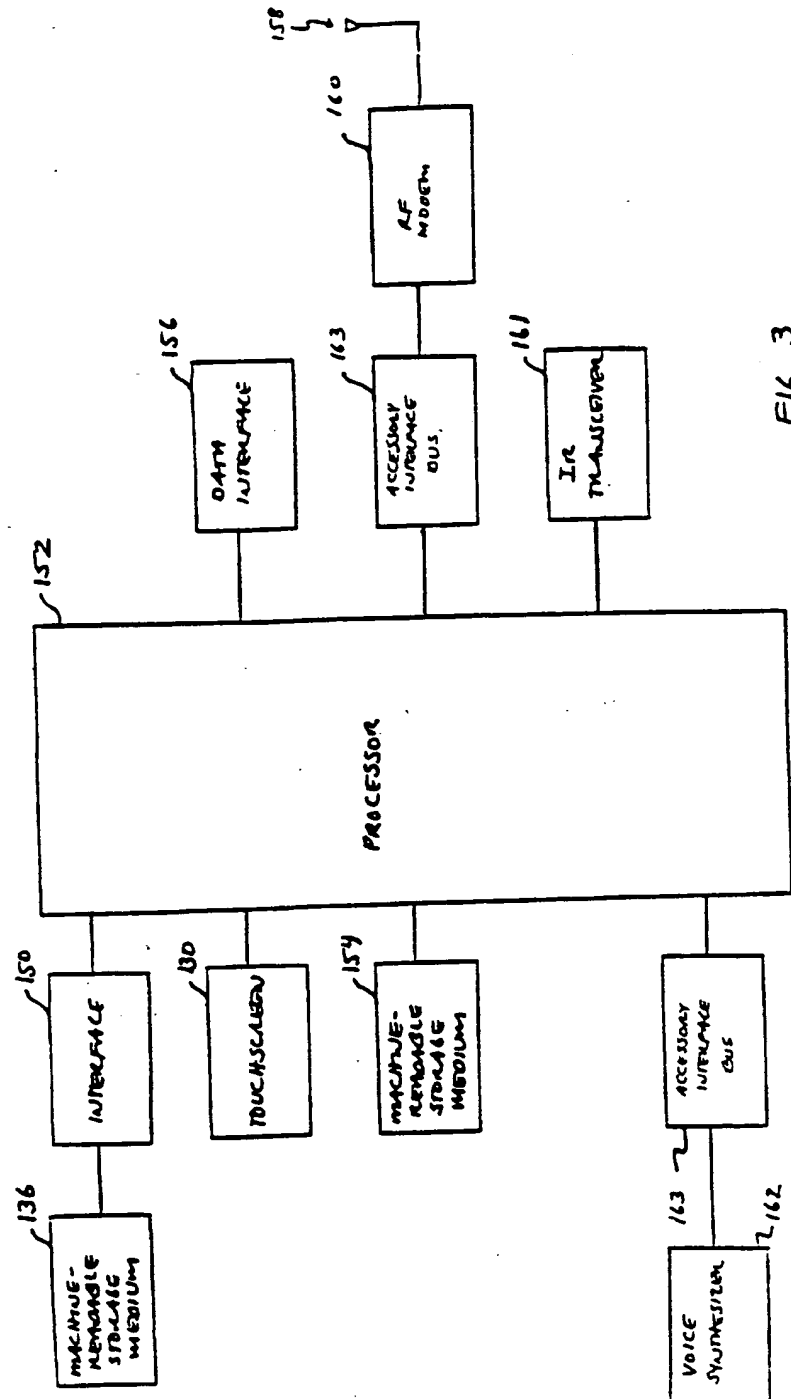 136
MACHINE-
READABLE
STORAGE
MEDIUM
150
INTERFACE
130
TOUCHSCREEN
154
MACHINE-
READABLE
STORAGE
MEDIUM
VOICE
SYNTHESIZER
162
163
ACCESSORY
INTERFACE
BUS
152
PROCESSOR
156
DATA
INTERFACE
163
ACCESSORY
INTERFACE
BUS.
161
IR
TRANSCEIVER
160
RF
MODEM
158
FIG. 3